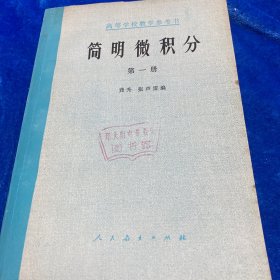 高等学校教学参考书
简明微积分
第一册
龚升 张声雷编
人民教育出版社